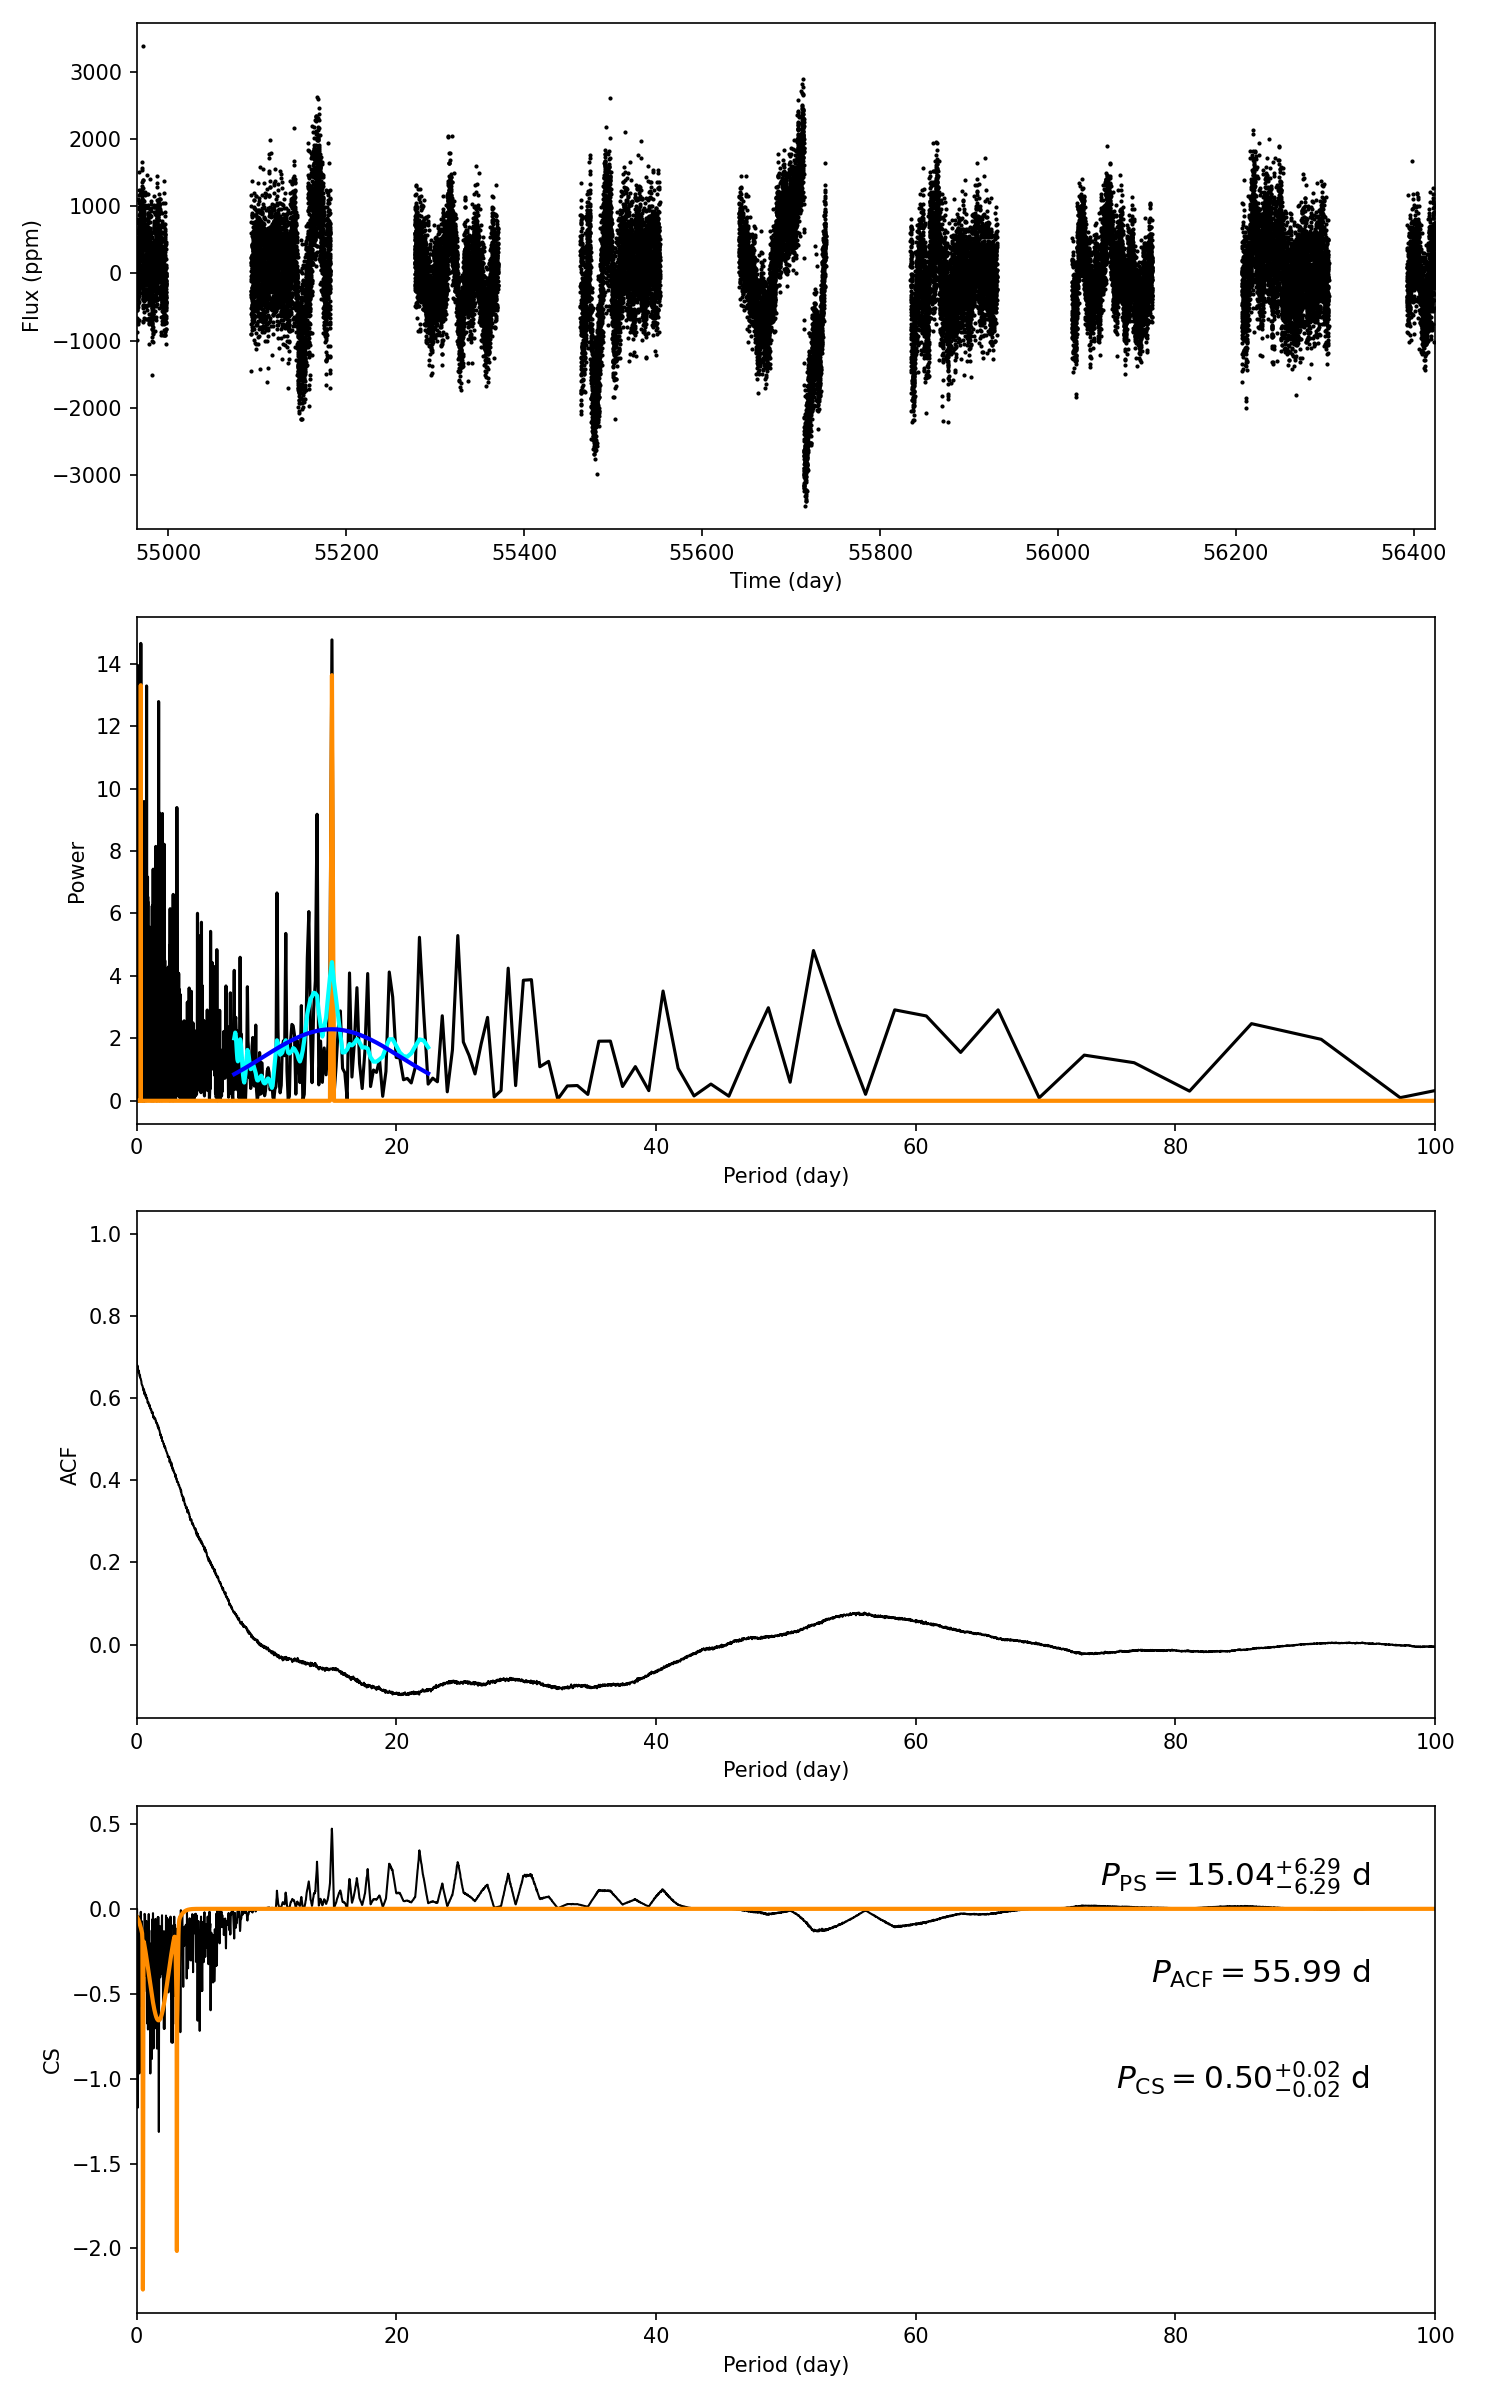 3000
2000
1000
0
−1000
−2000
−3000
Flux (ppm)
55000 55200 55400 55600 55800 56000 56200 56400
Time (day)
14
12
10
8
6
4
2
0
Power
0 20 40 60 80 100
Period (day)
1.0
0.8
0.6
0.4
0.2
0.0
ACF
0 20 40 60 80 100
Period (day)
0.5
0.0
−0.5
−1.0
−1.5
−2.0
CS
P_PS = 15.04^{+6.29}_{−6.29} d
P_ACF = 55.99 d
P_CS = 0.50^{+0.02}_{−0.02} d
0 20 40 60 80 100
Period (day)